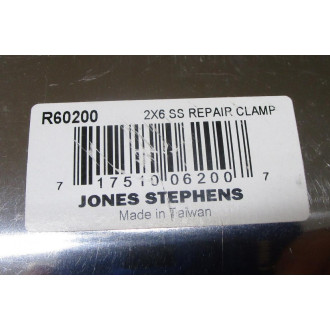 R60200 2X6 SS REPAIR CLAMP
7 17510 06200 7
JONES STEPHENS
Made in Taiwan